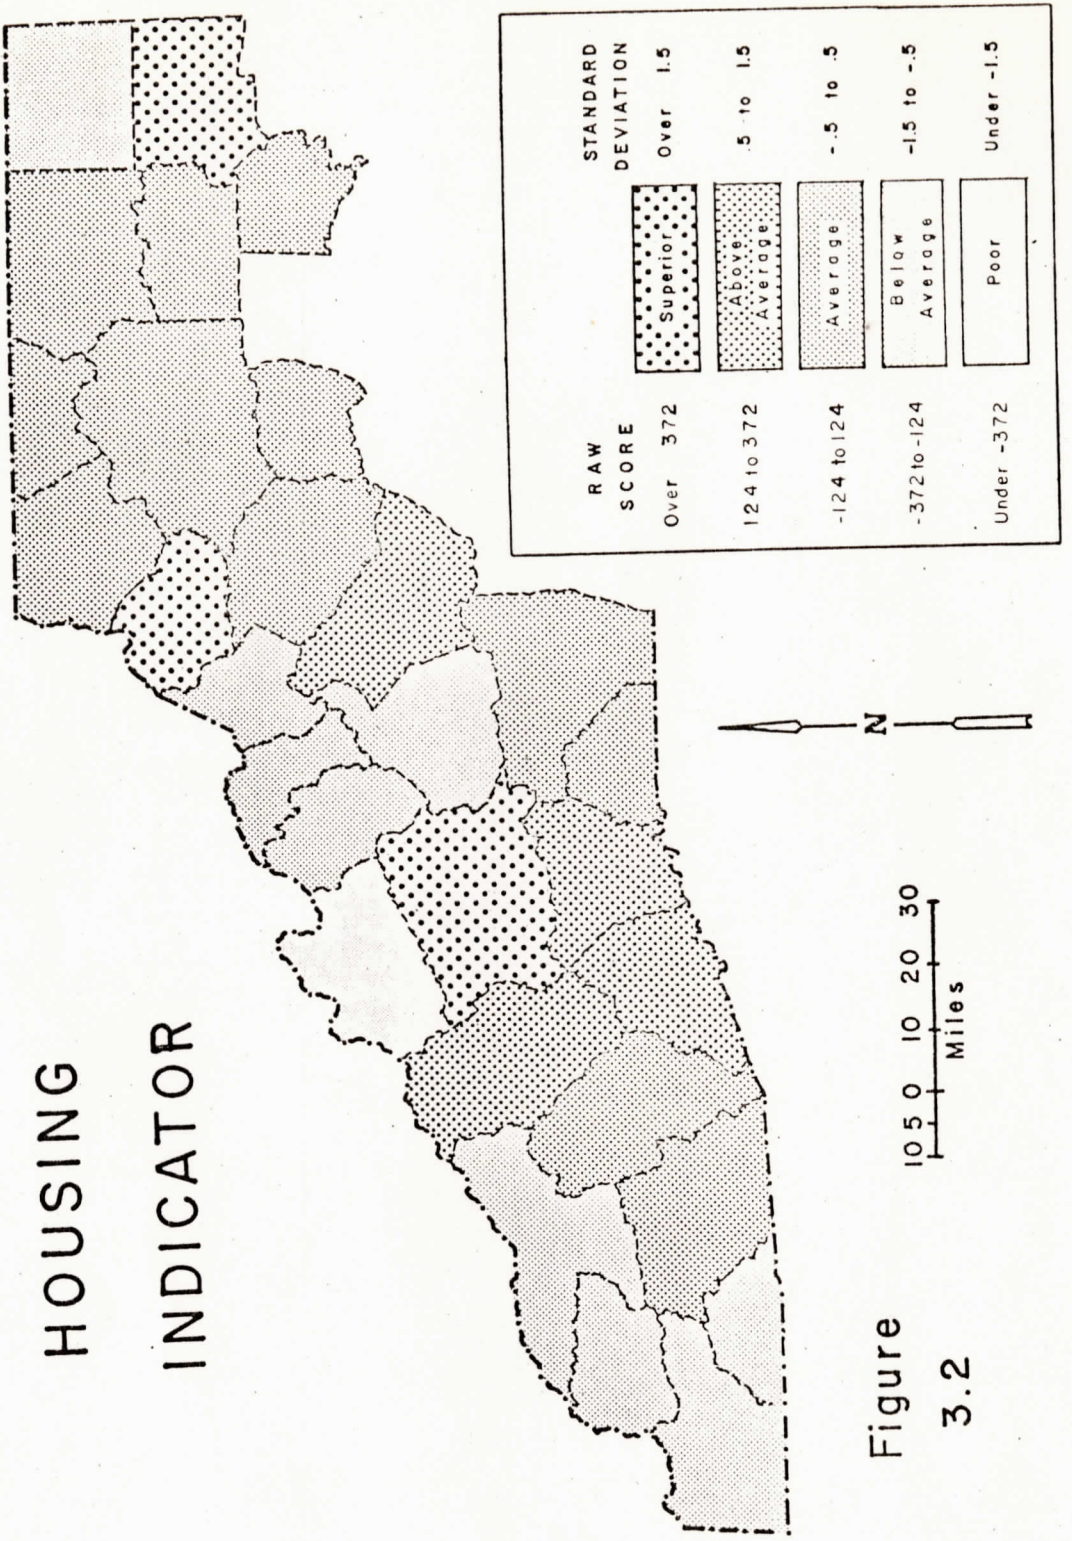 HOUSING
INDICATOR
RAW SCORE
STANDARD DEVIATION
Over 372 Superior Over 1.5
124 to 372 Above Average .5 to 1.5
-124 to 124 Average -.5 to .5
-372 to -124 Below Average -1.5 to -.5
Under -372 Poor Under -1.5
N
10 5 0 10 20 30
Miles
Figure
3.2